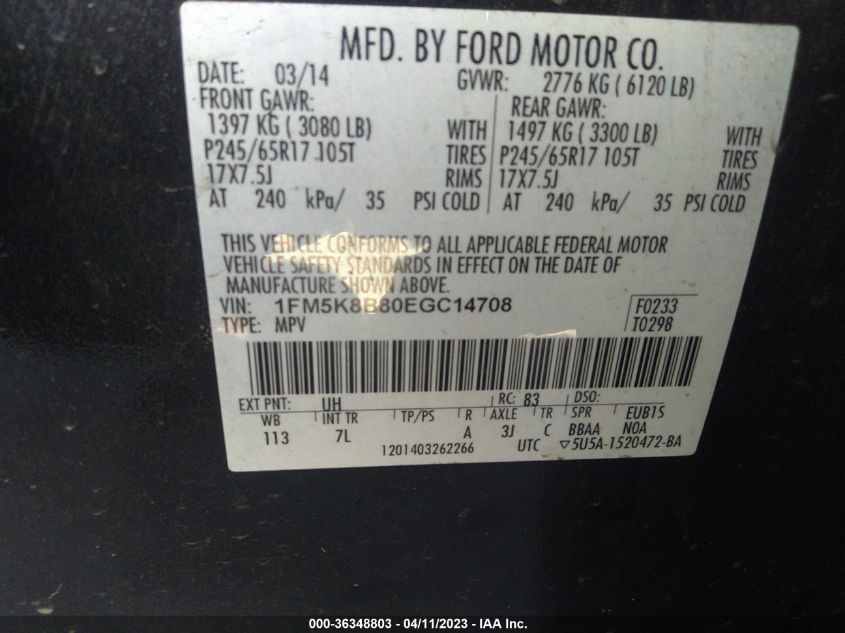 MFD. BY FORD MOTOR CO.
DATE: 03/14 GVWR: 2776 KG ( 6120 LB)
FRONT GAWR: REAR GAWR:
1397 KG ( 3080 LB) WITH 1497 KG ( 3300 LB) WITH
P245/65R17 105T TIRES P245/65R17 105T TIRES
17X7.5J RIMS 17X7.5J RIMS
AT 240 kPa/ 35 PSI COLD AT 240 kPa/ 35 PSI COLD
THIS VEHICLE CONFORMS TO ALL APPLICABLE FEDERAL MOTOR
VEHICLE SAFETY STANDARDS IN EFFECT ON THE DATE OF
MANUFACTURE SHOWN ABOVE.
VIN: 1FM5K8B80EGC14708 F0233
TYPE: MPV T0298
EXT PNT: UH RC: 83 DSO:
WB INT TR TP/PS R AXLE TR SPR EUB1S
113 7L A 3J C BBAA NOA
1201403262266 UTC ▽5U5A-1520472-BA
000-36348803 - 04/11/2023 - IAA Inc.